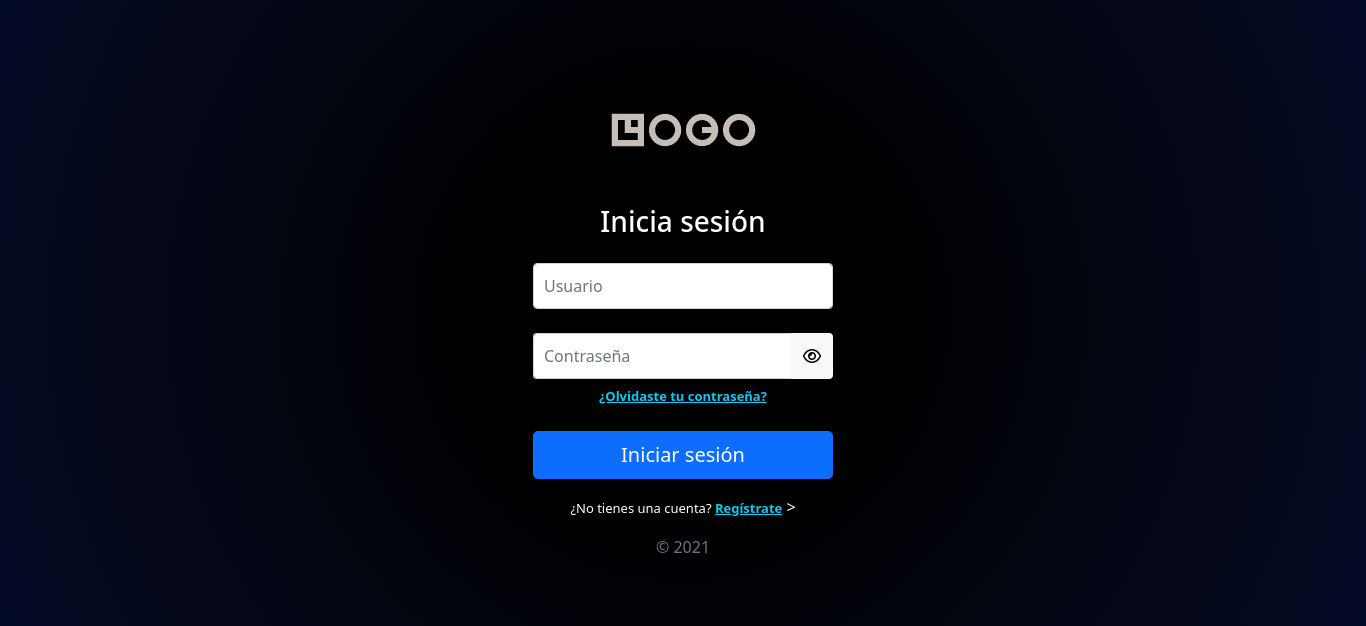 LOGO
Inicia sesión
Usuario
Contraseña
¿Olvidaste tu contraseña?
Iniciar sesión
¿No tienes una cuenta? Regístrate >
© 2021